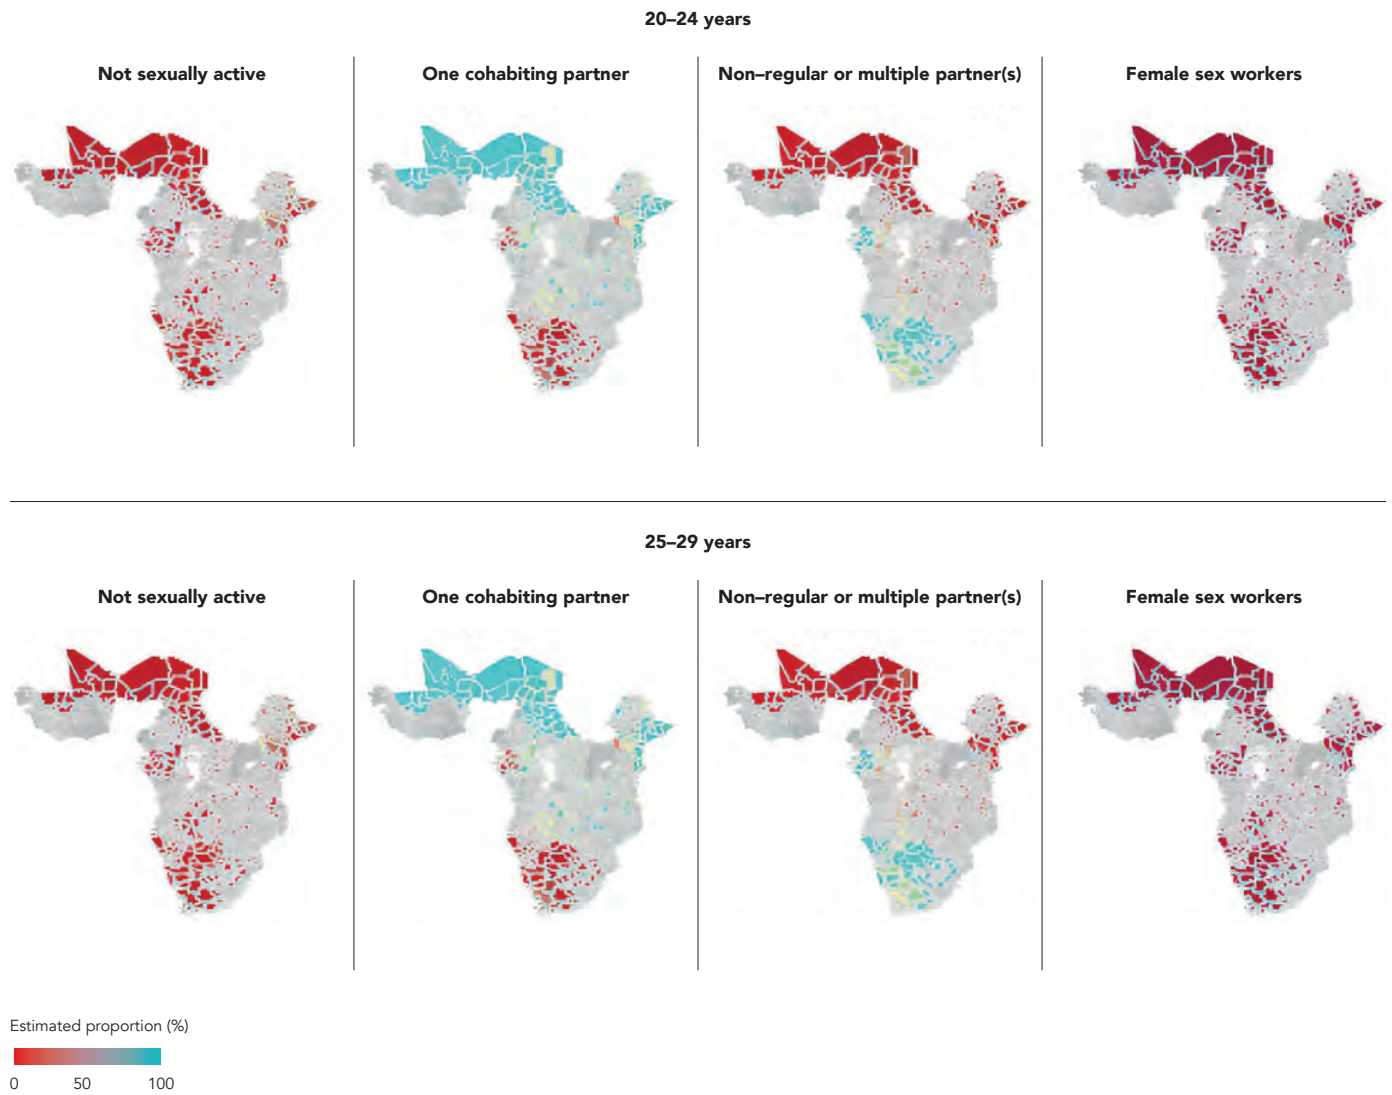 20–24 years
Not sexually active
One cohabiting partner
Non–regular or multiple partner(s)
Female sex workers
25–29 years
Not sexually active
One cohabiting partner
Non–regular or multiple partner(s)
Female sex workers
Estimated proportion (%)
0 50 100